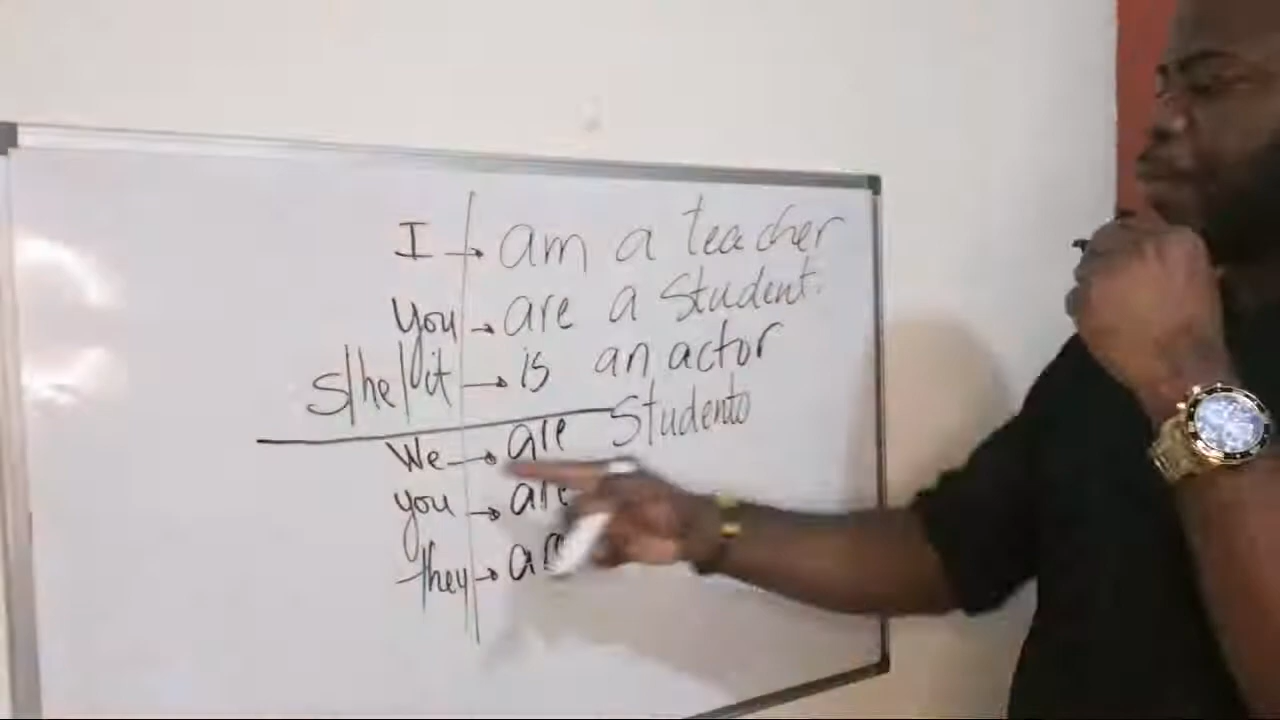 I → am a teacher
You → are a Student.
S/he/it → is an actor
We → are Students
you → are
they →